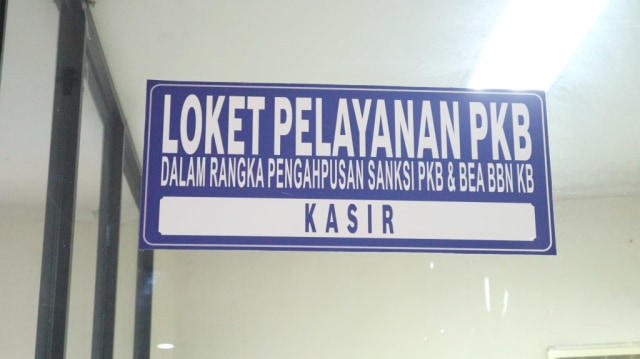 LOKET PELAYANAN PKB
DALAM RANGKA PENGAHPUSAN SANKSI PKB & BEA BBN KB
KASIR